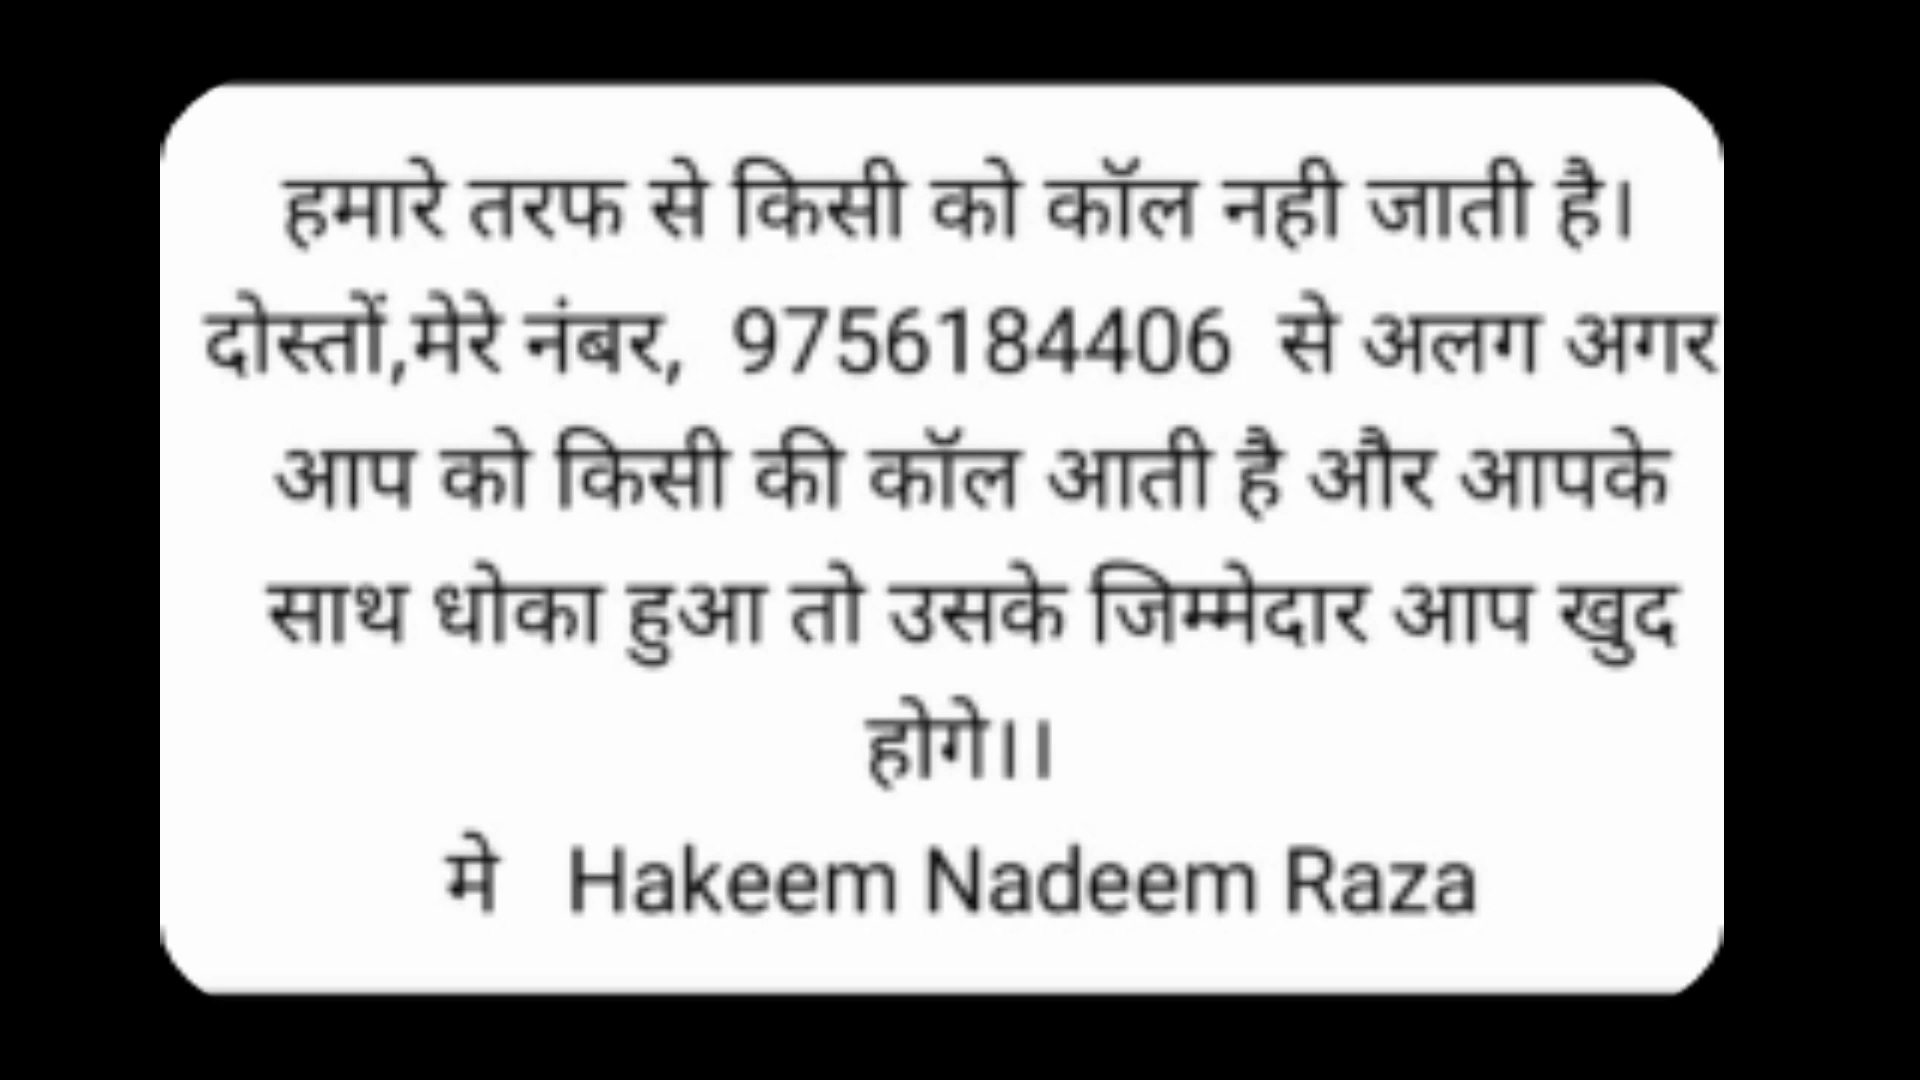 हमारे तरफ से किसी को कॉल नही जाती है।
दोस्तों,मेरे नंबर, 9756184406 से अलग अगर
आप को किसी की कॉल आती है और आपके
साथ धोका हुआ तो उसके जिम्मेदार आप खुद
होगे।।
मे Hakeem Nadeem Raza